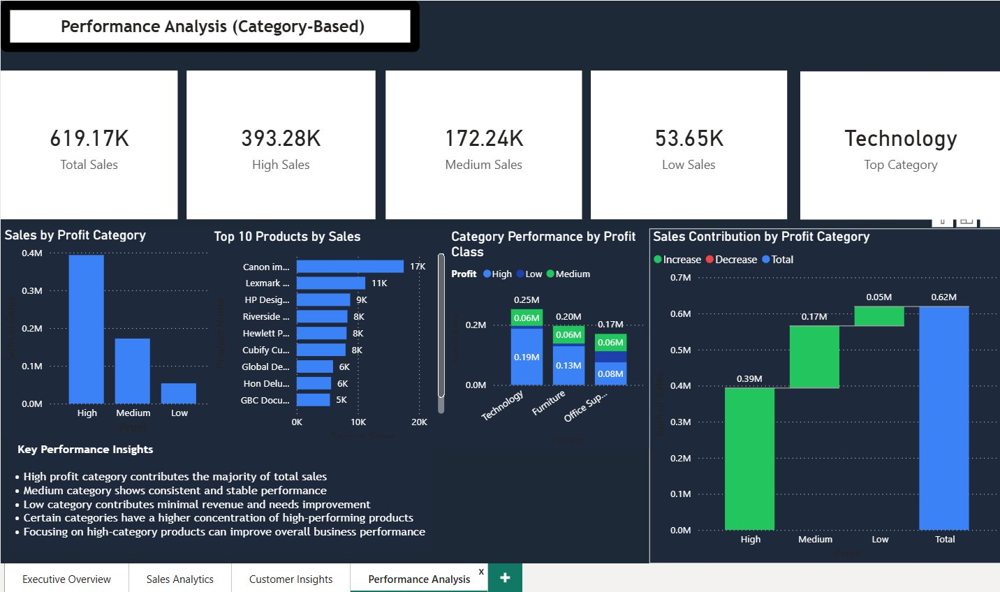 Performance Analysis (Category-Based)
619.17K
Total Sales
393.28K
High Sales
172.24K
Medium Sales
53.65K
Low Sales
Technology
Top Category
Sales by Profit Category
0.4M
0.3M
0.2M
0.1M
0.0M
High
Medium
Low
Sum of Sales
Profit
Top 10 Products by Sales
Canon im... 17K
Lexmark ... 11K
HP Desig... 9K
Riverside ... 8K
Hewlett P... 8K
Cubify Cu... 8K
Global De... 6K
Hon Delu... 6K
GBC Docu... 5K
0K 10K 20K
Product Name
Sum of Sales
Category Performance by Profit
Class
Profit High Low Medium
0.2M
0.0M
0.25M
0.06M
0.19M
0.20M
0.06M
0.13M
0.17M
0.06M
0.08M
Technology
Furniture
Office Sup...
Sum of Sales
Category
Sales Contribution by Profit Category
Increase Decrease Total
0.7M
0.6M
0.5M
0.4M
0.3M
0.2M
0.1M
0.0M
0.39M
0.17M
0.05M
0.62M
High
Medium
Low
Total
Sum of Sales
Profit
Key Performance Insights
• High profit category contributes the majority of total sales
• Medium category shows consistent and stable performance
• Low category contributes minimal revenue and needs improvement
• Certain categories have a higher concentration of high-performing products
• Focusing on high-category products can improve overall business performance
Executive Overview
Sales Analytics
Customer Insights
Performance Analysis x
+